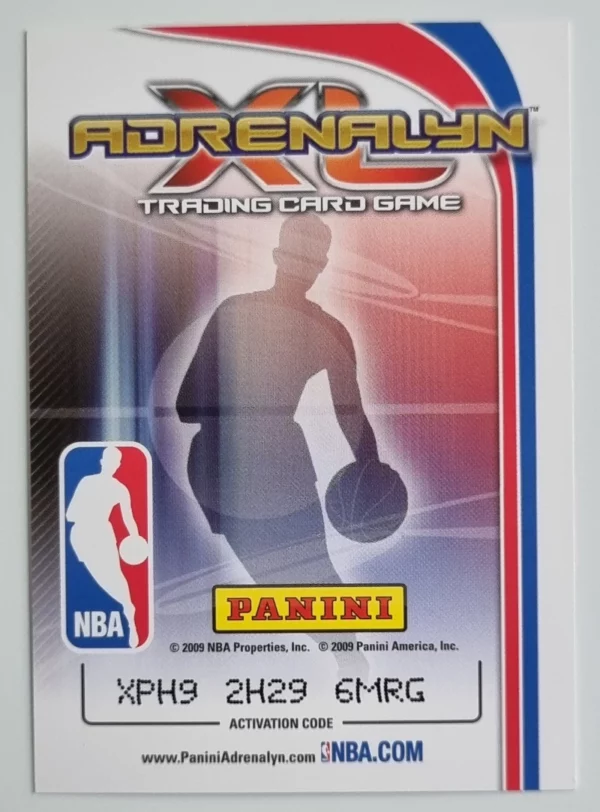 ADRENALYN™
XL
TRADING CARD GAME
NBA
PANINI
© 2009 NBA Properties, Inc. © 2009 Panini America, Inc.
XPH9 2H29 6MRG
ACTIVATION CODE
www.PaniniAdrenalyn.com NBA.COM